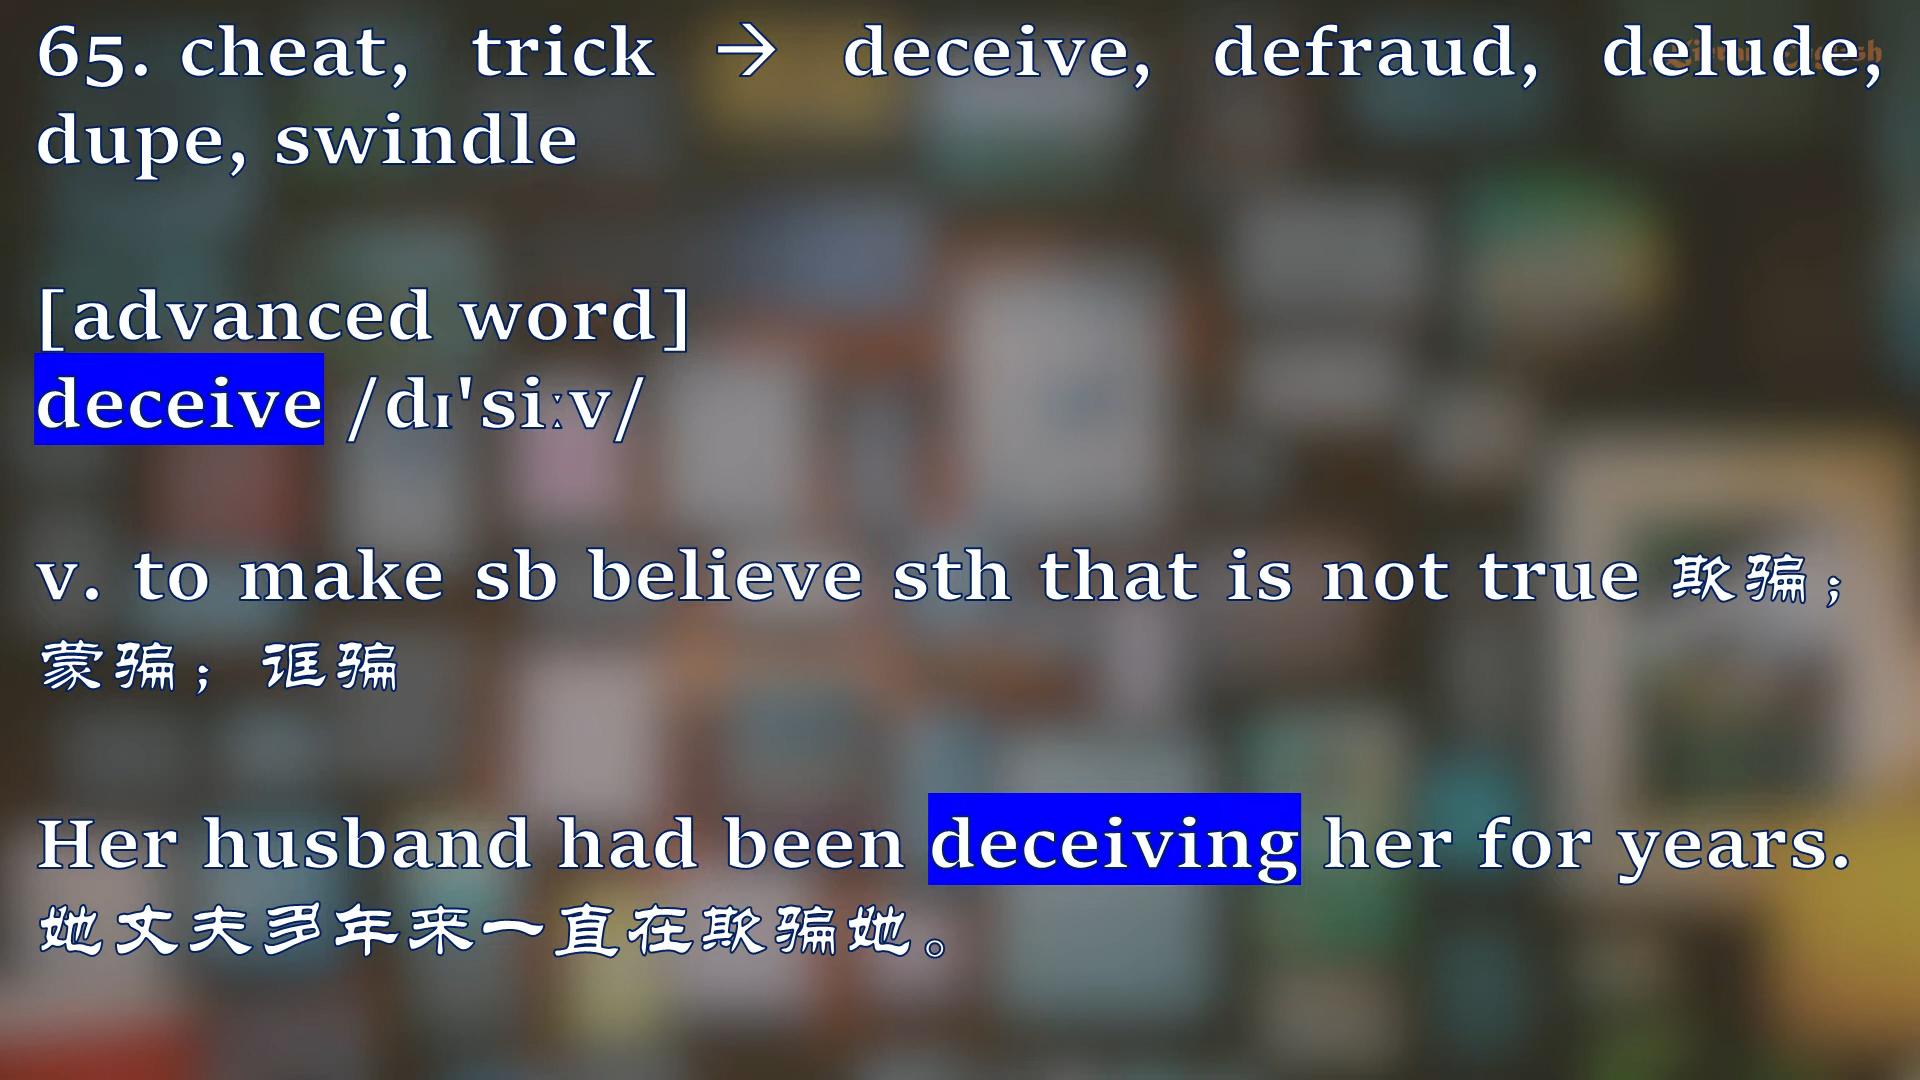 65. cheat, trick → deceive, defraud, delude,
dupe, swindle
[advanced word]
deceive /dɪ'siːv/
v. to make sb believe sth that is not true 欺骗；
蒙骗；诓骗
Her husband had been deceiving her for years.
她丈夫多年来一直在欺骗她。